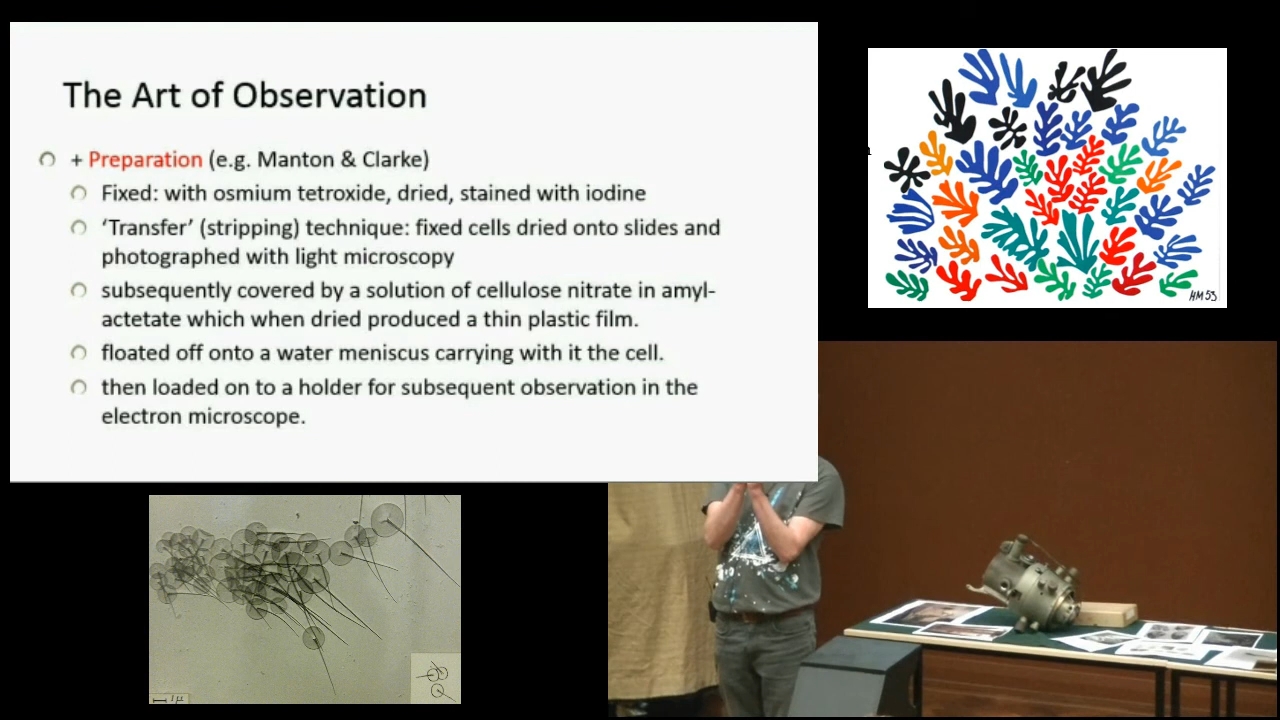 The Art of Observation
+ Preparation (e.g. Manton & Clarke)
Fixed: with osmium tetroxide, dried, stained with iodine
‘Transfer’ (stripping) technique: fixed cells dried onto slides and
photographed with light microscopy
subsequently covered by a solution of cellulose nitrate in amyl-
actetate which when dried produced a thin plastic film.
floated off onto a water meniscus carrying with it the cell.
then loaded on to a holder for subsequent observation in the
electron microscope.
HM 53
1 μ